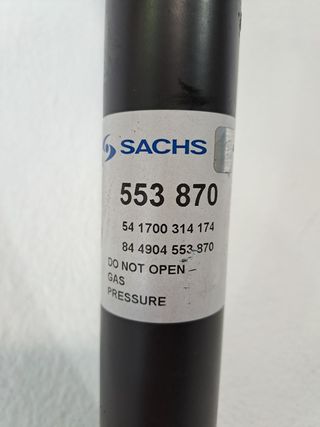 SACHS
553 870
54 1700 314 174
84 4904 553 870
DO NOT OPEN
GAS
PRESSURE